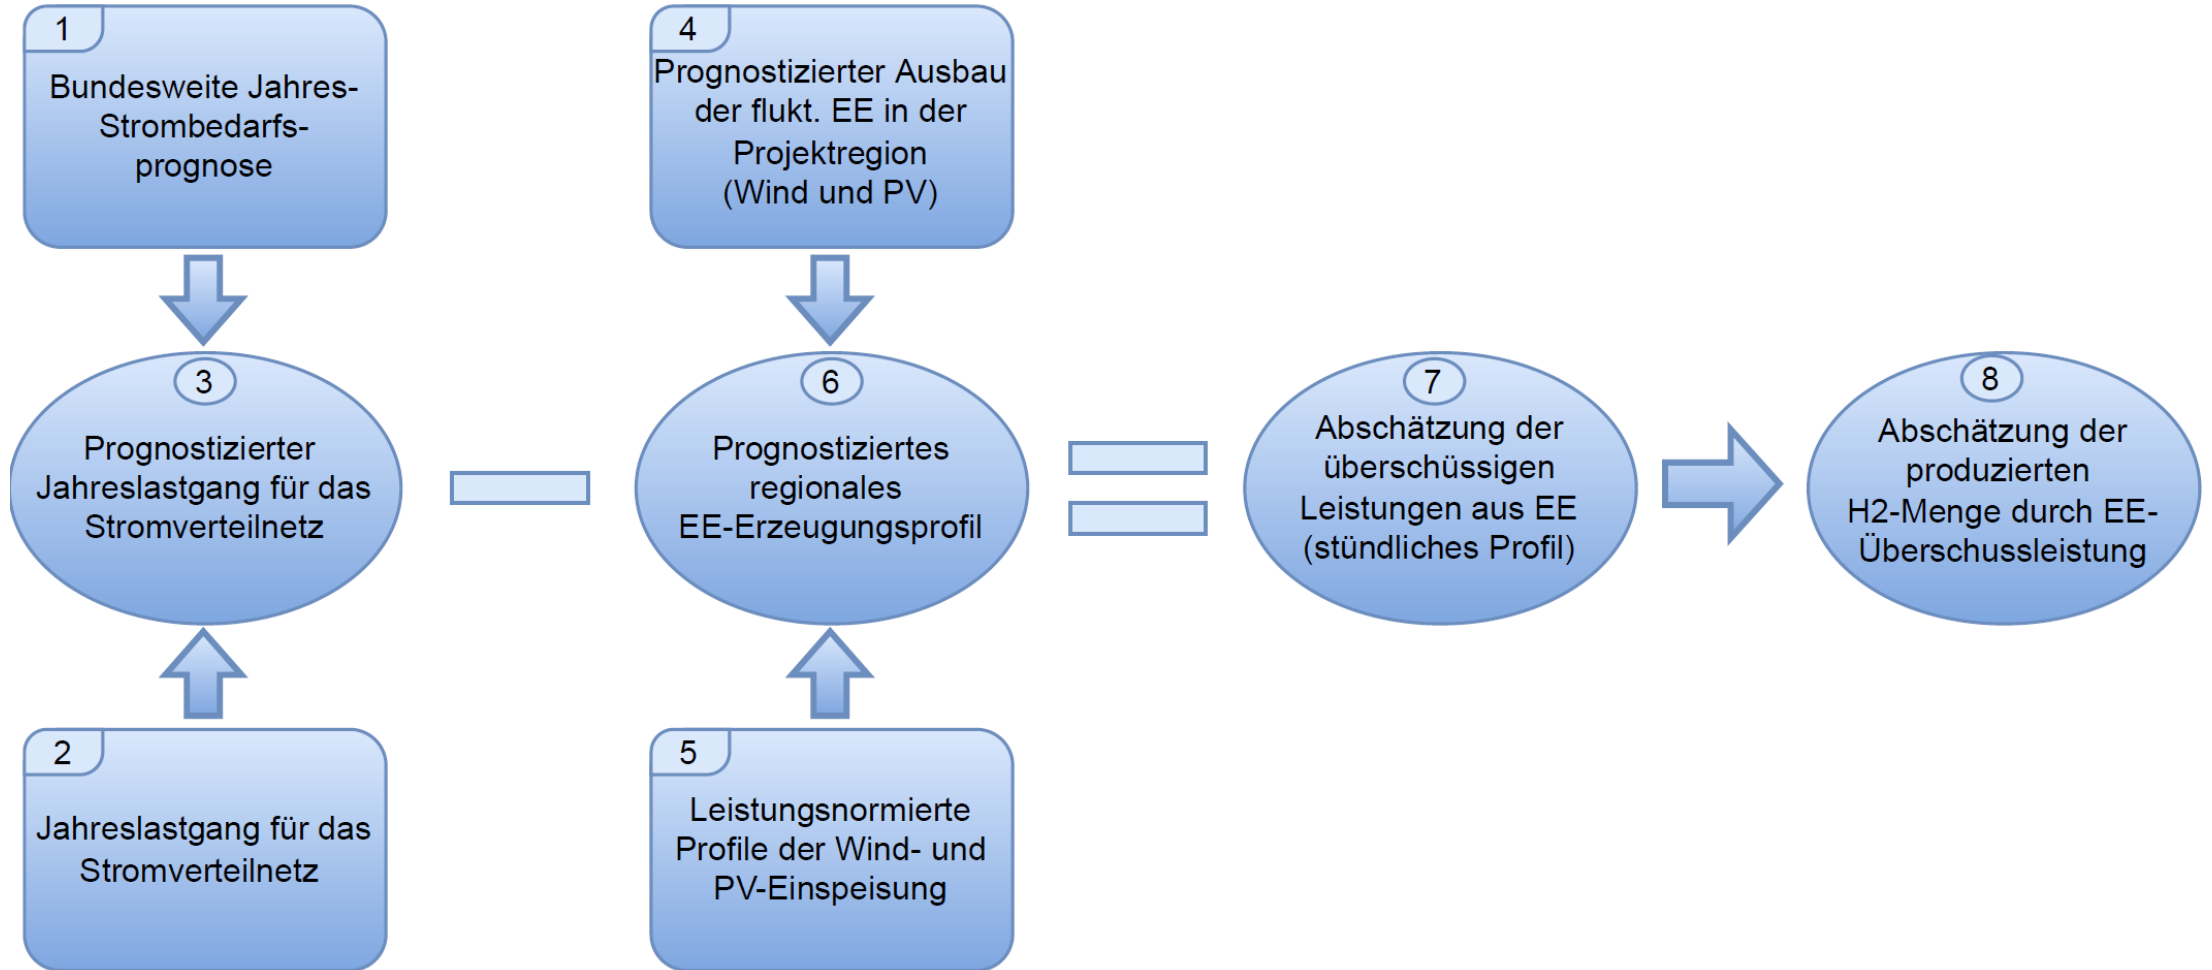 1
Bundesweite Jahres-
Strombedarfs-
prognose
4
Prognostizierter Ausbau
der flukt. EE in der
Projektregion
(Wind und PV)
3
Prognostizierter
Jahreslastgang für das
Stromverteilnetz
6
Prognostiziertes
regionales
EE-Erzeugungsprofil
7
Abschätzung der
überschüssigen
Leistungen aus EE
(stündliches Profil)
8
Abschätzung der
produzierten
H2-Menge durch EE-
Überschussleistung
2
Jahreslastgang für das
Stromverteilnetz
5
Leistungsnormierte
Profile der Wind- und
PV-Einspeisung